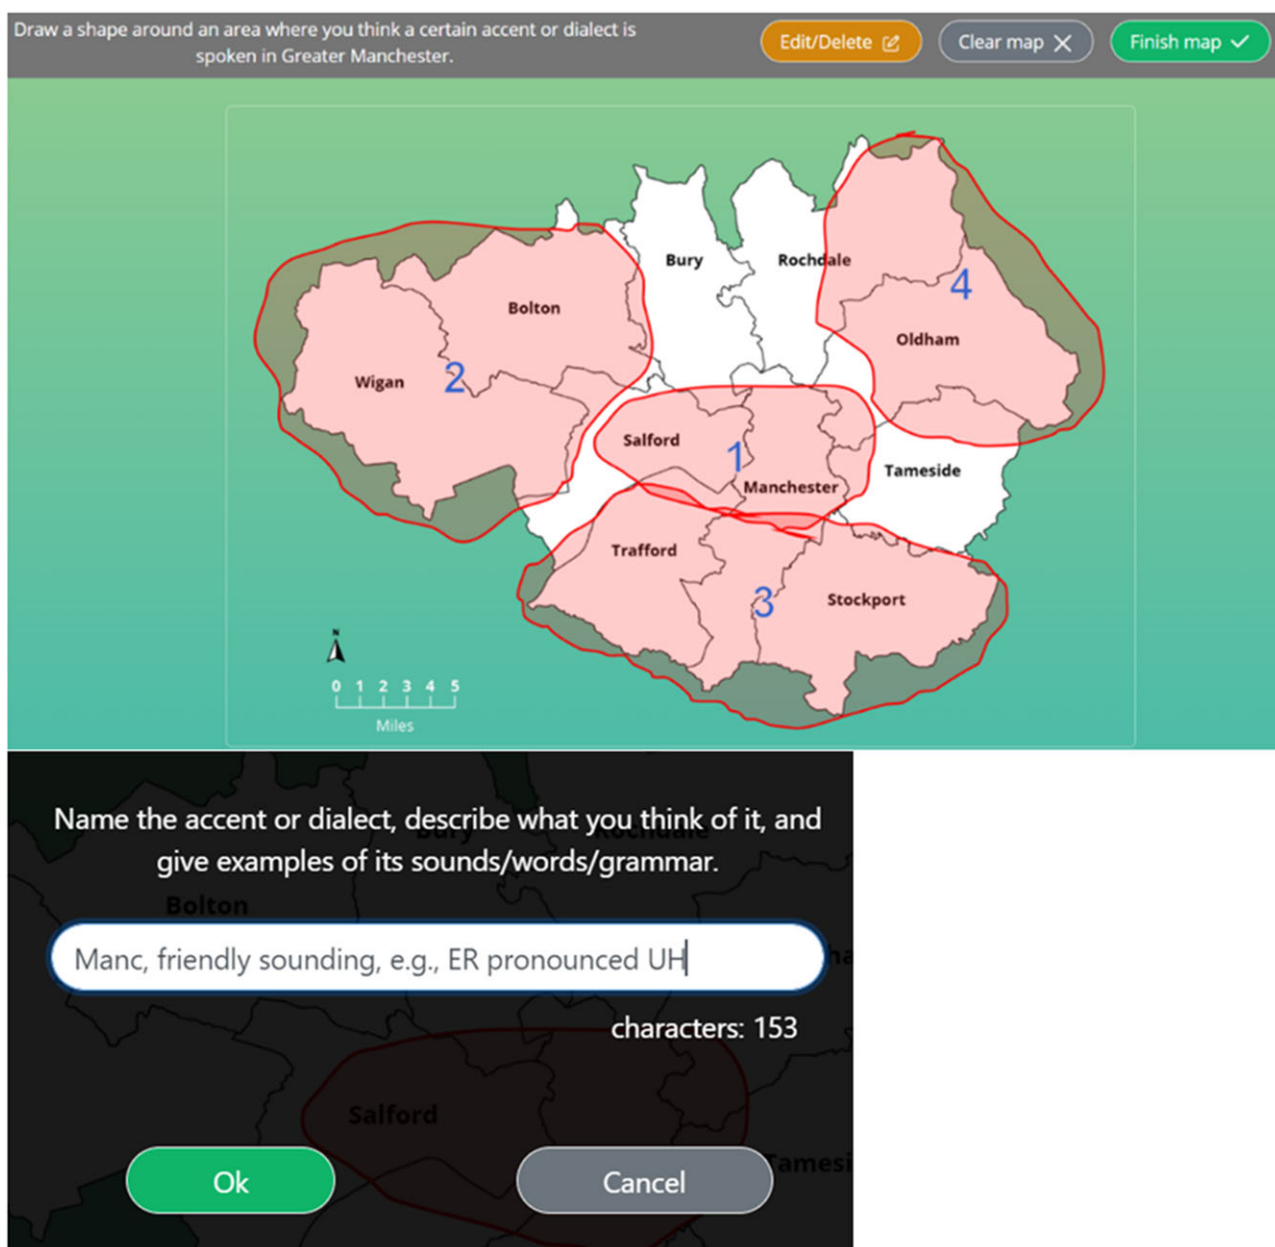 Draw a shape around an area where you think a certain accent or dialect is
spoken in Greater Manchester.
Edit/Delete
Clear map
Finish map
Bury
Rochdale
4
Bolton
Oldham
Wigan
2
Salford
1
Tameside
Manchester
Trafford
3
Stockport
N
0 1 2 3 4 5
Miles
Name the accent or dialect, describe what you think of it, and
give examples of its sounds/words/grammar.
Bury
Bolton
Manc, friendly sounding, e.g., ER pronounced UH
characters: 153
Salford
Ok
Cancel